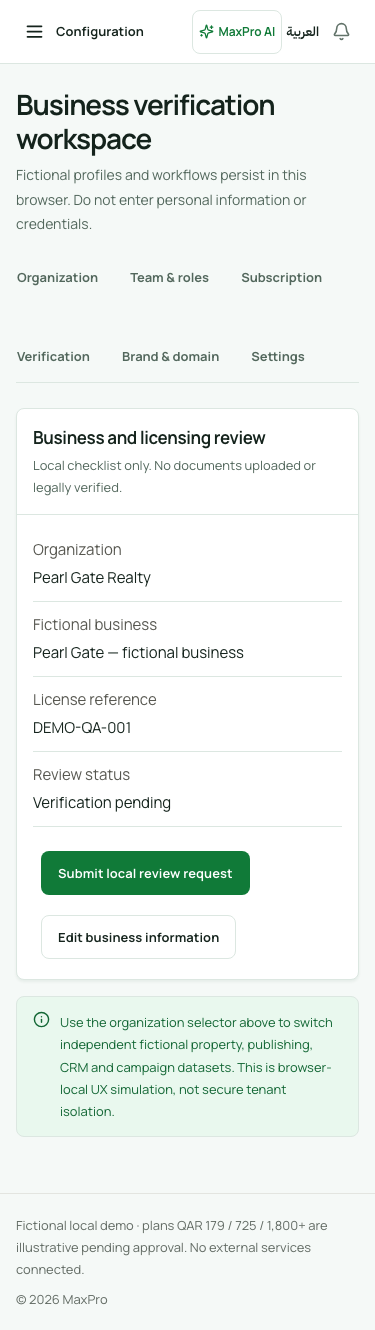 Configuration
MaxPro AI
العربية
Business verification
workspace
Fictional profiles and workflows persist in this
browser. Do not enter personal information or
credentials.
Organization Team & roles Subscription
Verification Brand & domain Settings
Business and licensing review
Local checklist only. No documents uploaded or
legally verified.
Organization
Pearl Gate Realty
Fictional business
Pearl Gate — fictional business
License reference
DEMO-QA-001
Review status
Verification pending
Submit local review request
Edit business information
Use the organization selector above to switch
independent fictional property, publishing,
CRM and campaign datasets. This is browser-
local UX simulation, not secure tenant
isolation.
Fictional local demo · plans QAR 179 / 725 / 1,800+ are
illustrative pending approval. No external services
connected.
© 2026 MaxPro